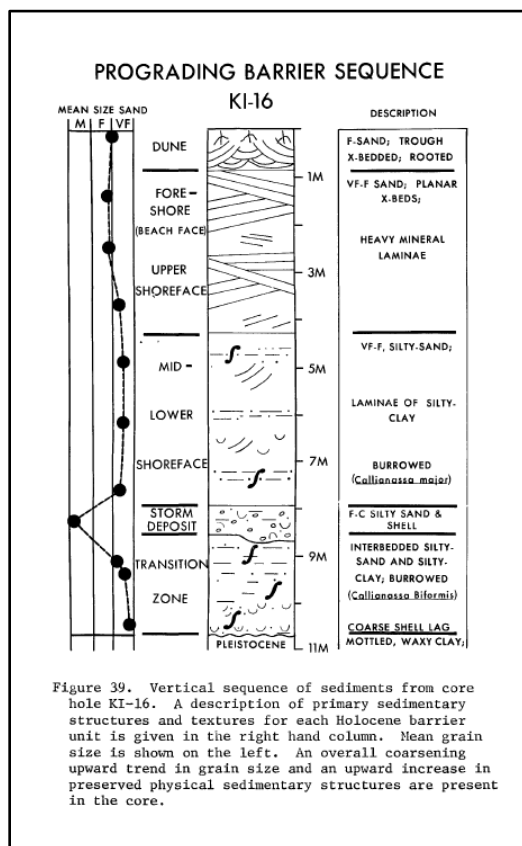 PROGRADING BARRIER SEQUENCE
KI-16
MEAN SIZE SAND
M F VF
DESCRIPTION
DUNE
F-SAND; TROUGH
X-BEDDED; ROOTED
1M
FORE-
SHORE
(BEACH FACE)
VF-F SAND; PLANAR
X-BEDS;
HEAVY MINERAL
LAMINAE
UPPER
SHOREFACE
3M
MID-
LOWER
SHOREFACE
VF-F, SILTY-SAND;
5M
LAMINAE OF SILTY-
CLAY
7M
BURROWED
(Callianassa major)
STORM
DEPOSIT
F-C SILTY SAND &
SHELL
9M
TRANSITION
ZONE
INTERBEDDED SILTY-
SAND AND SILTY-
CLAY; BURROWED
(Callianassa Biformis)
COARSE SHELL LAG
PLEISTOCENE
11M
MOTTLED, WAXY CLAY;
Figure 39. Vertical sequence of sediments from core
hole KI-16. A description of primary sedimentary
structures and textures for each Holocene barrier
unit is given in the right hand column. Mean grain
size is shown on the left. An overall coarsening
upward trend in grain size and an upward increase in
preserved physical sedimentary structures are present
in the core.